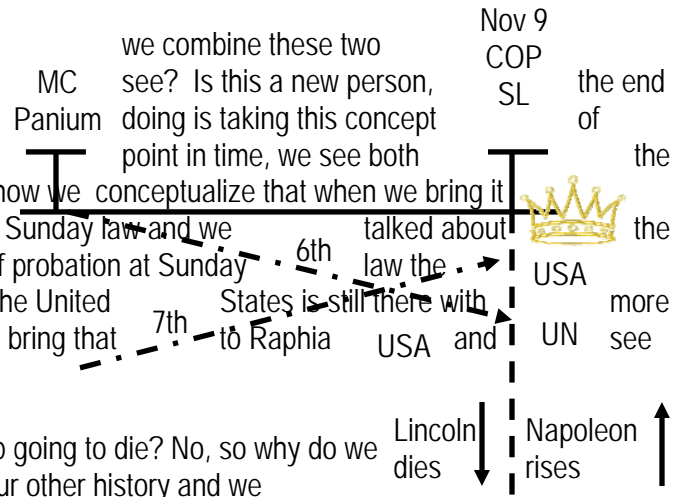 Nov 9
COP
SL
MC
Panium
we combine these two
see? Is this a new person, the end
doing is taking this concept of
point in time, we see both the
we conceptualize that when we bring it
Sunday law and we talked about the
f probation at Sunday law the
he United States is still there with more
bring that to Raphia and see
6th
7th
USA
USA
UN
o going to die? No, so why do we
ur other history and we
Lincoln
dies
Napoleon
rises